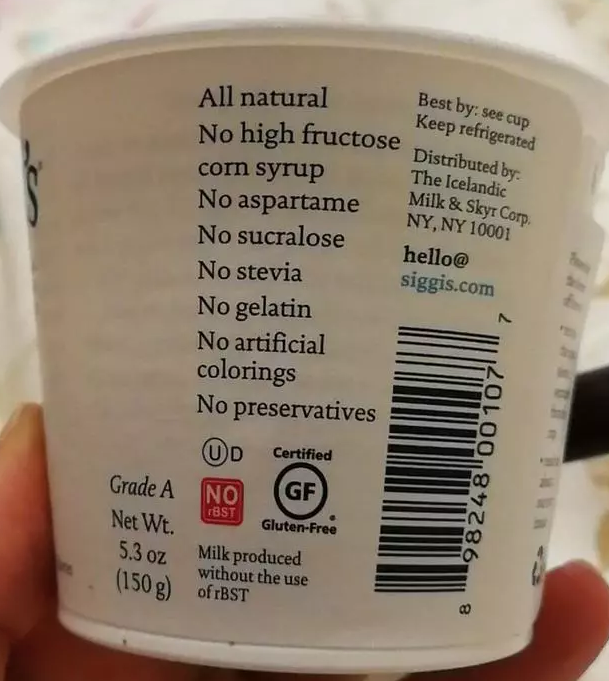 's
All natural
No high fructose
corn syrup
No aspartame
No sucralose
No stevia
No gelatin
No artificial
colorings
No preservatives
Best by: see cup
Keep refrigerated
Distributed by:
The Icelandic
Milk & Skyr Corp.
NY, NY 10001
hello@
siggis.com
8 98248 00107 7
U D
Certified
GF
Gluten-Free
NO
rBST
Milk produced
without the use
of rBST
Grade A
Net Wt.
5.3 oz
(150 g)